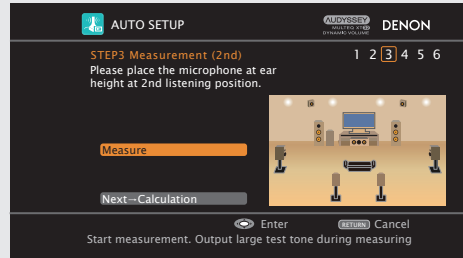 AUTO SETUP
AUDYSSEY
MULTEQ XT32
DYNAMIC VOLUME
DENON
STEP3 Measurement (2nd)
1 2 3 4 5 6
Please place the microphone at ear
height at 2nd listening position.
Measure
Next→Calculation
Enter
RETURN Cancel
Start measurement. Output large test tone during measuring